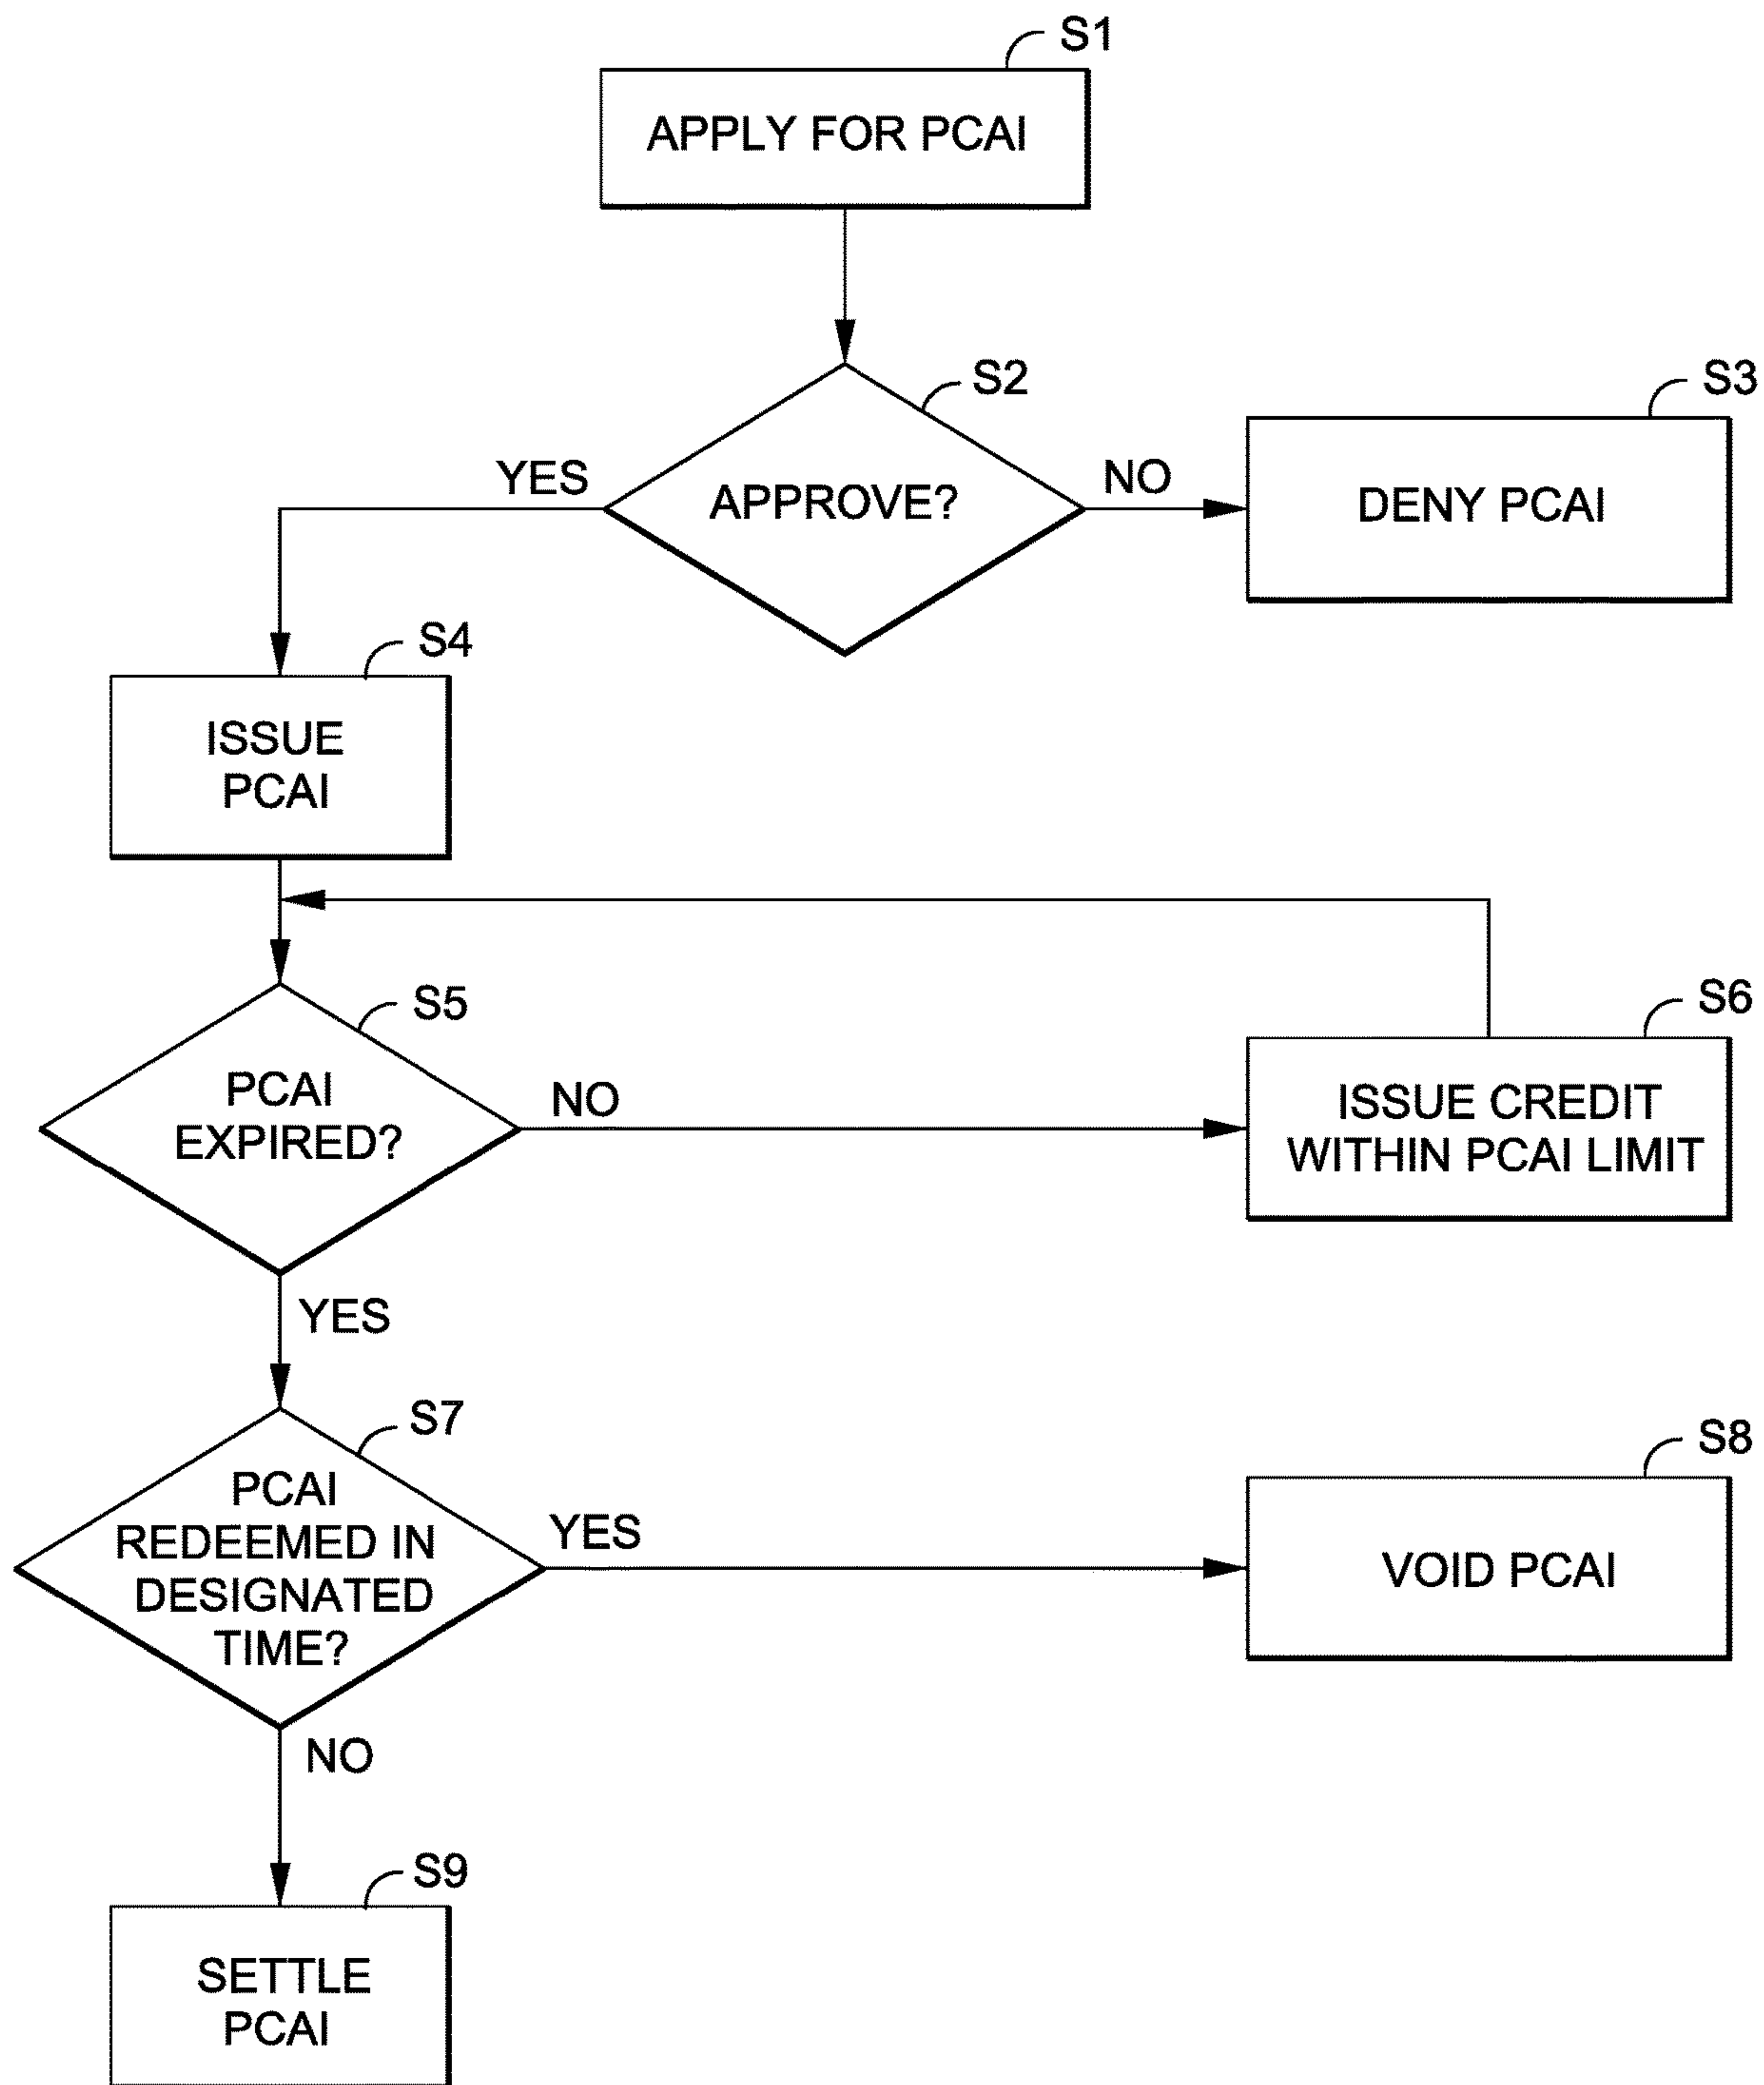 S1
APPLY FOR PCAI
S2
S3
YES
APPROVE?
NO
DENY PCAI
S4
ISSUE
PCAI
S5
S6
PCAI
EXPIRED?
NO
ISSUE CREDIT
WITHIN PCAI LIMIT
YES
S7
S8
PCAI
REDEEMED IN
DESIGNATED
TIME?
YES
VOID PCAI
NO
S9
SETTLE
PCAI